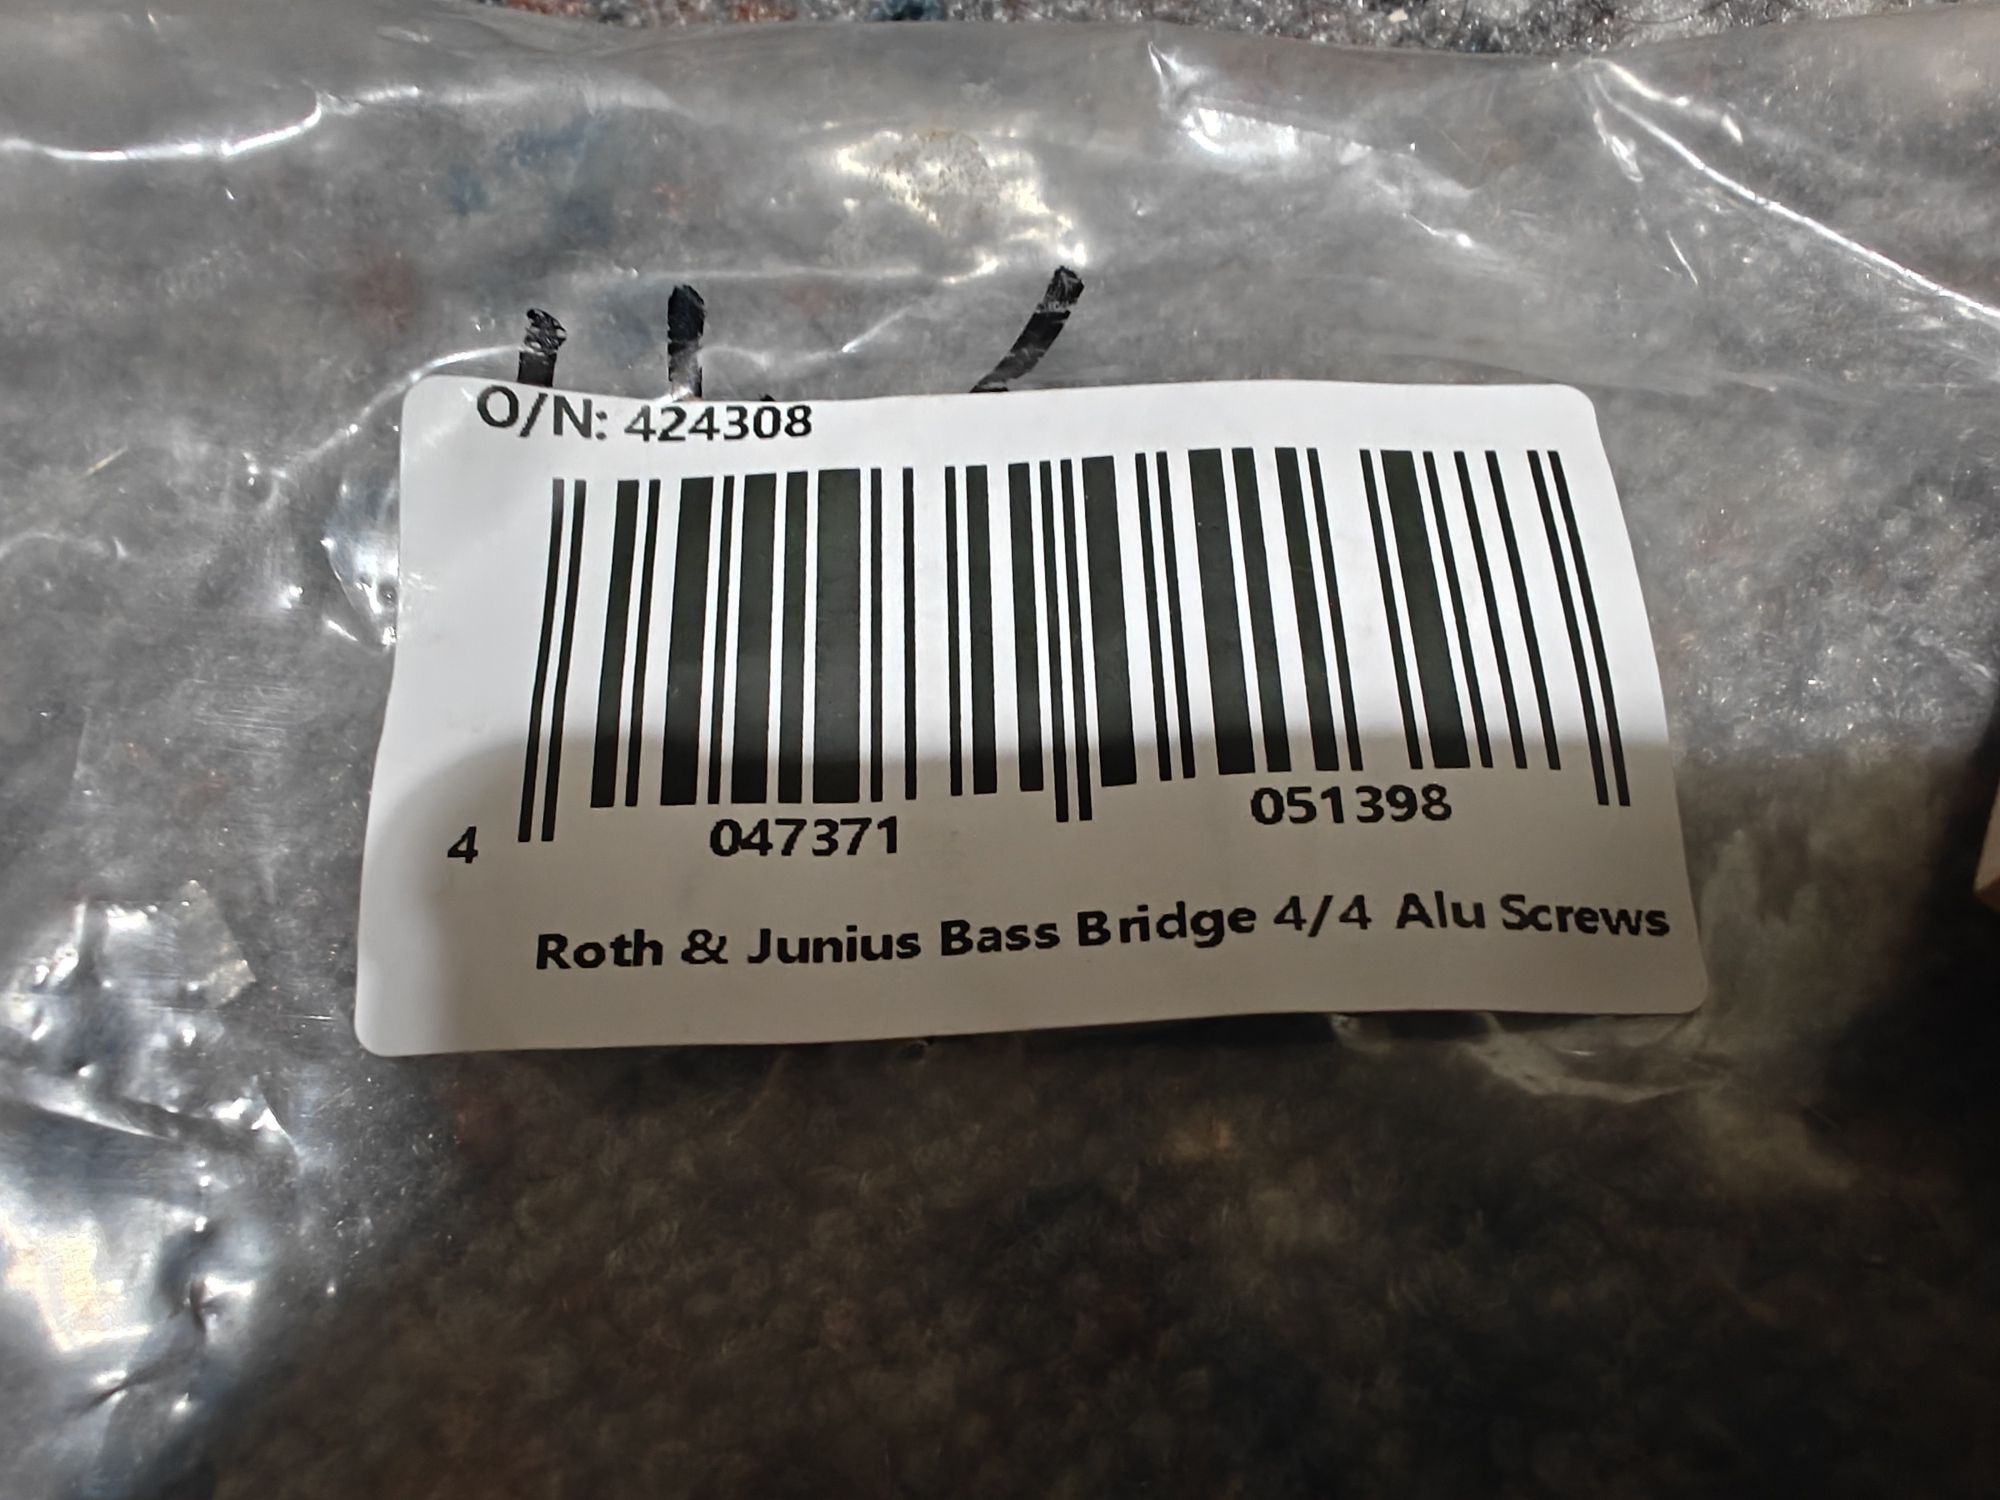 O/N: 424308
4 047371 051398
Roth & Junius Bass Bridge 4/4 Alu Screws